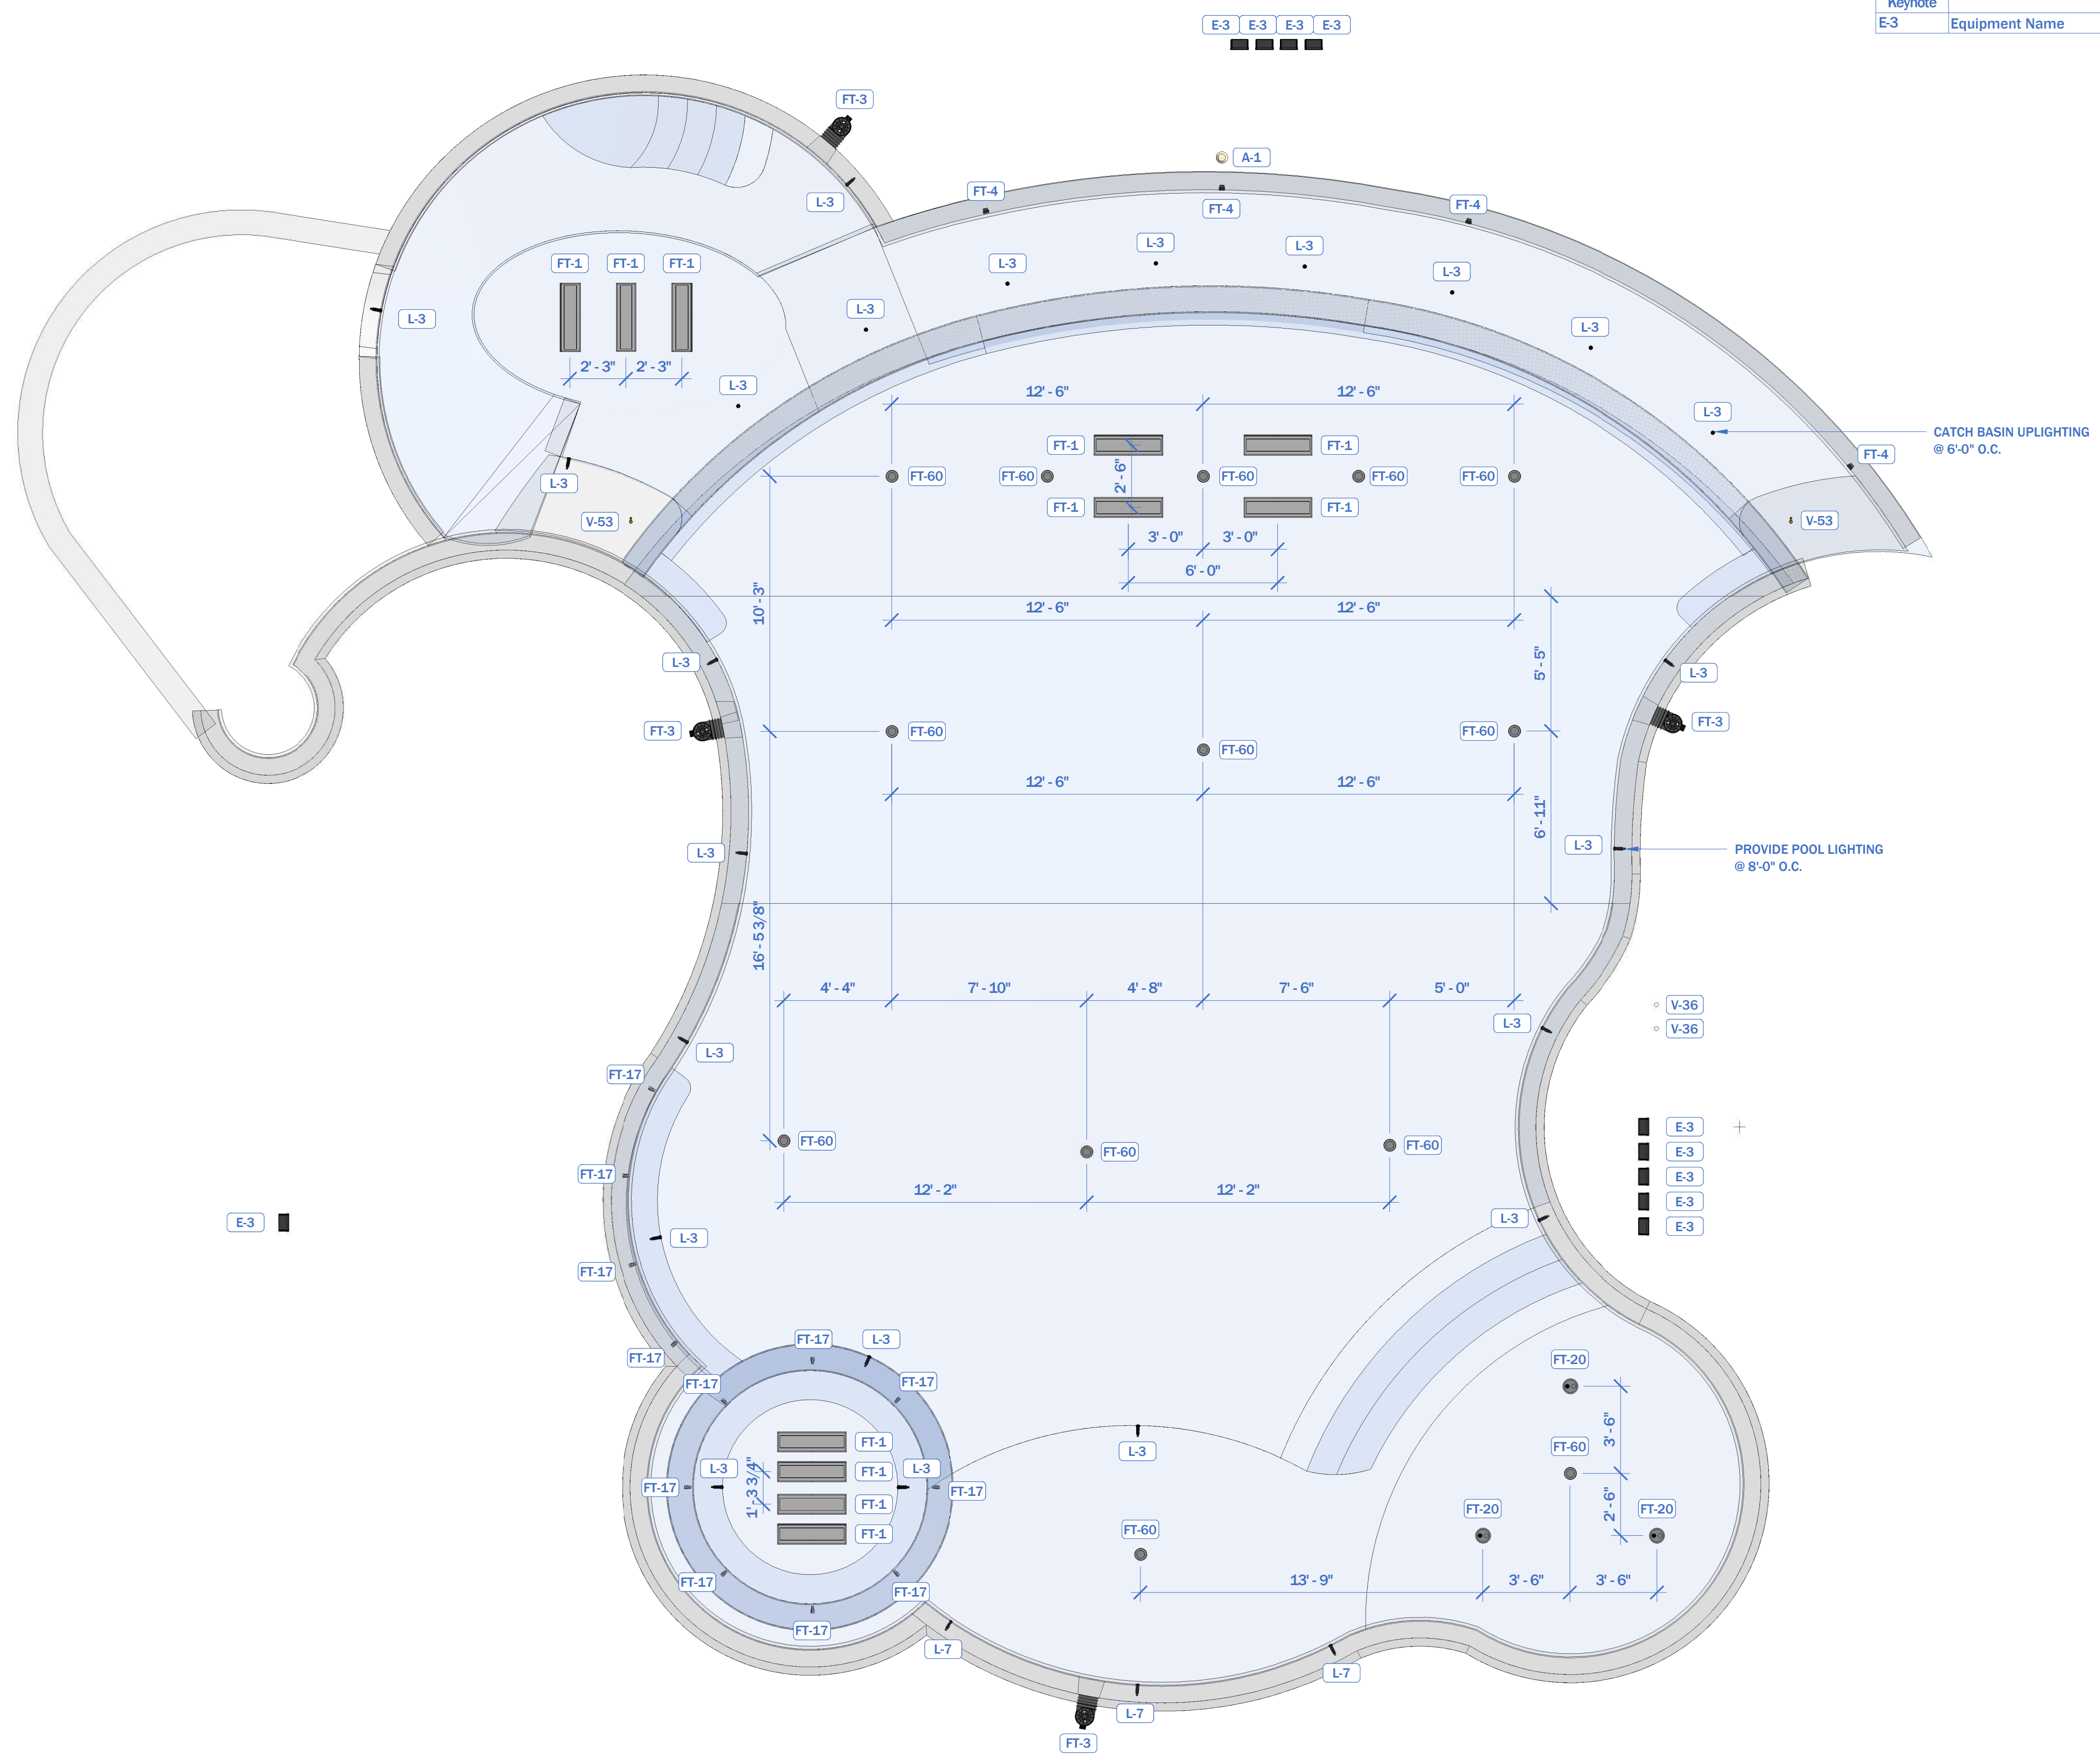 Keynote
E-3 Equipment Name
E-3 E-3 E-3 E-3
FT-3
A-1
FT-4
L-3
FT-4
FT-4
L-3
L-3
L-3
FT-1 FT-1 FT-1
L-3
L-3
L-3
L-3
2' - 3" 2' - 3"
L-3
12' - 6" 12' - 6"
L-3
CATCH BASIN UPLIGHTING
@ 6'-0" O.C.
FT-1 FT-1
FT-4
2' - 6"
FT-60 FT-60 FT-60 FT-60 FT-60
L-3
FT-1 FT-1
V-53
V-53
3' - 0" 3' - 0"
6' - 0"
10' - 3"
12' - 6" 12' - 6"
5' - 5"
L-3
L-3
FT-3
FT-60
FT-60
FT-3
FT-60
12' - 6" 12' - 6"
6' - 11"
L-3
L-3
PROVIDE POOL LIGHTING
@ 8'-0" O.C.
16' - 5 3/8"
4' - 4" 7' - 10" 4' - 8" 7' - 6" 5' - 0"
V-36
L-3
V-36
L-3
FT-17
E-3
FT-60
FT-60
FT-60
E-3
FT-17
E-3
12' - 2" 12' - 2"
E-3
L-3
E-3
E-3
L-3
FT-17
FT-17
FT-17
L-3
FT-20
FT-17
FT-17
3' - 6"
FT-1
L-3
FT-60
L-3
L-3
FT-1
1' - 3 3/4"
FT-17
FT-17
FT-1
2' - 6"
FT-20
FT-20
FT-1
FT-60
FT-17
FT-17
13' - 9" 3' - 6" 3' - 6"
FT-17
L-7
L-7
L-7
FT-3